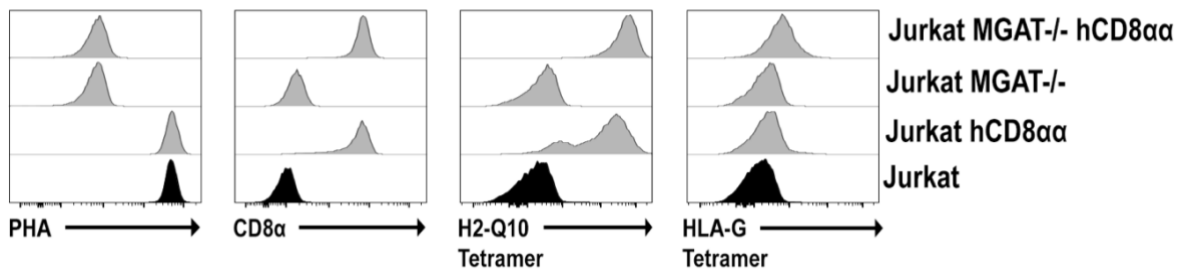 Jurkat MGAT-/- hCD8αα
Jurkat MGAT-/-
Jurkat hCD8αα
Jurkat
PHA
CD8α
H2-Q10
Tetramer
HLA-G
Tetramer